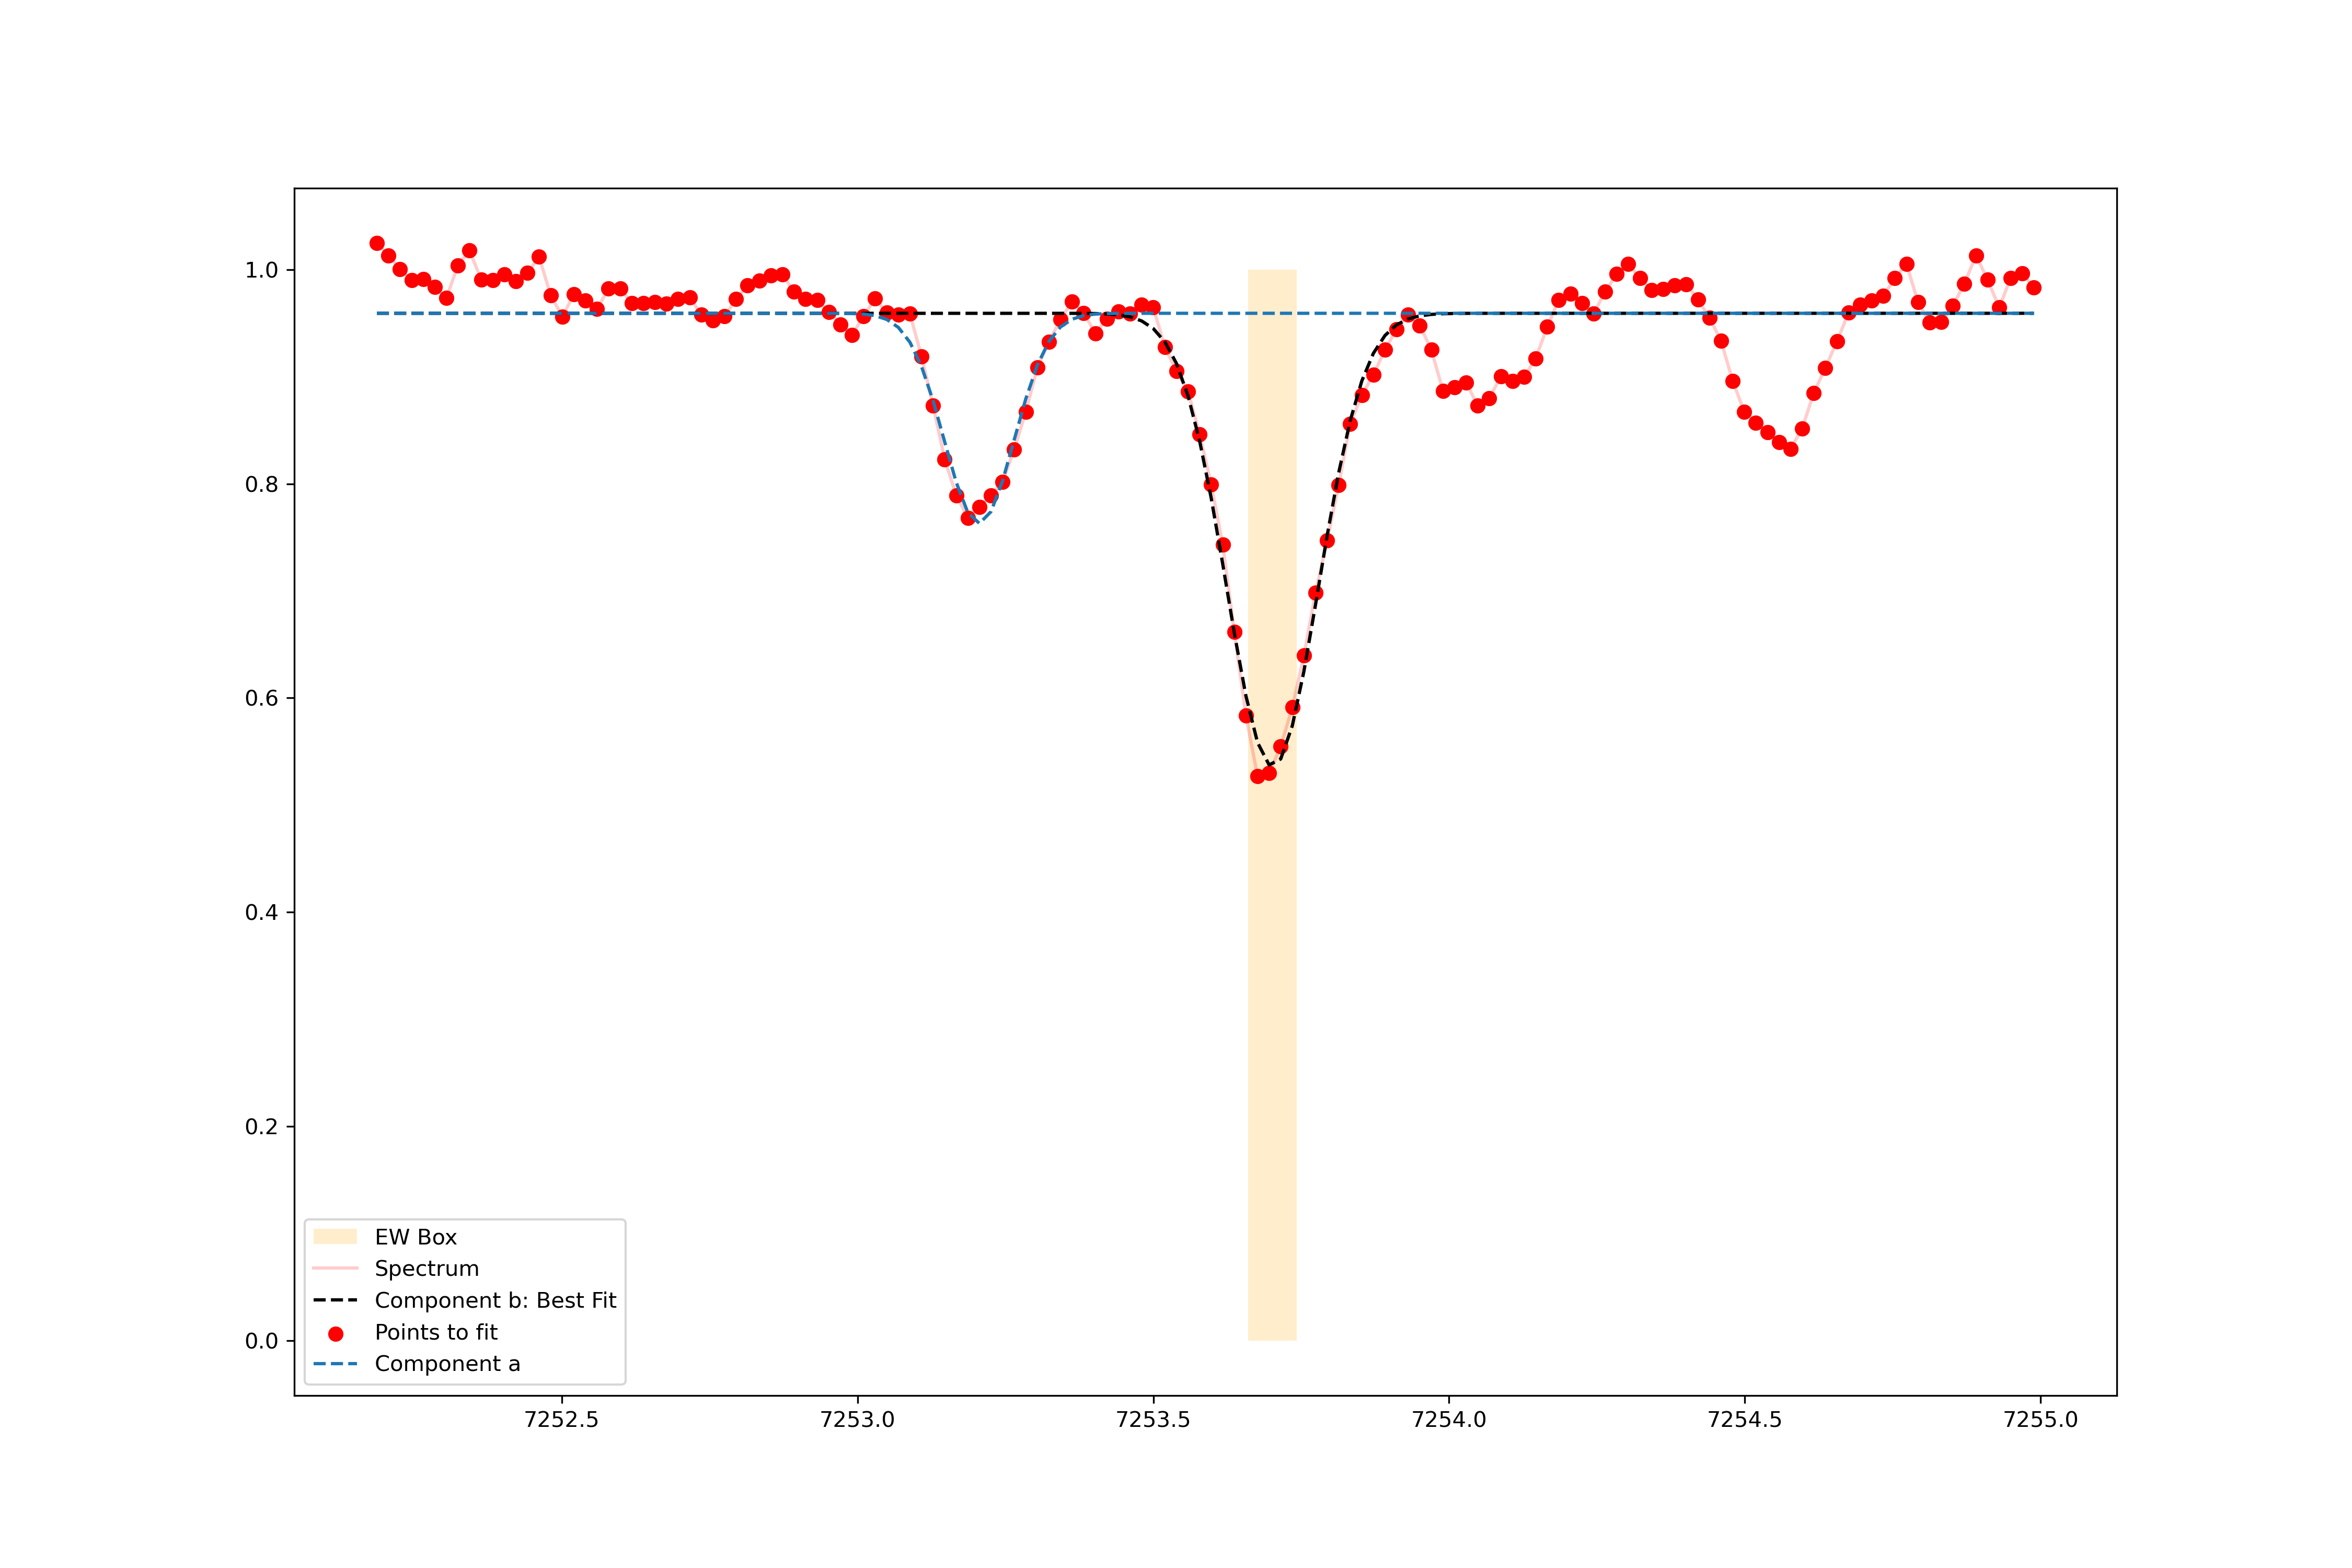 1.0
0.8
0.6
0.4
0.2
0.0
EW Box
Spectrum
Component b: Best Fit
Points to fit
Component a
7252.5 7253.0 7253.5 7254.0 7254.5 7255.0